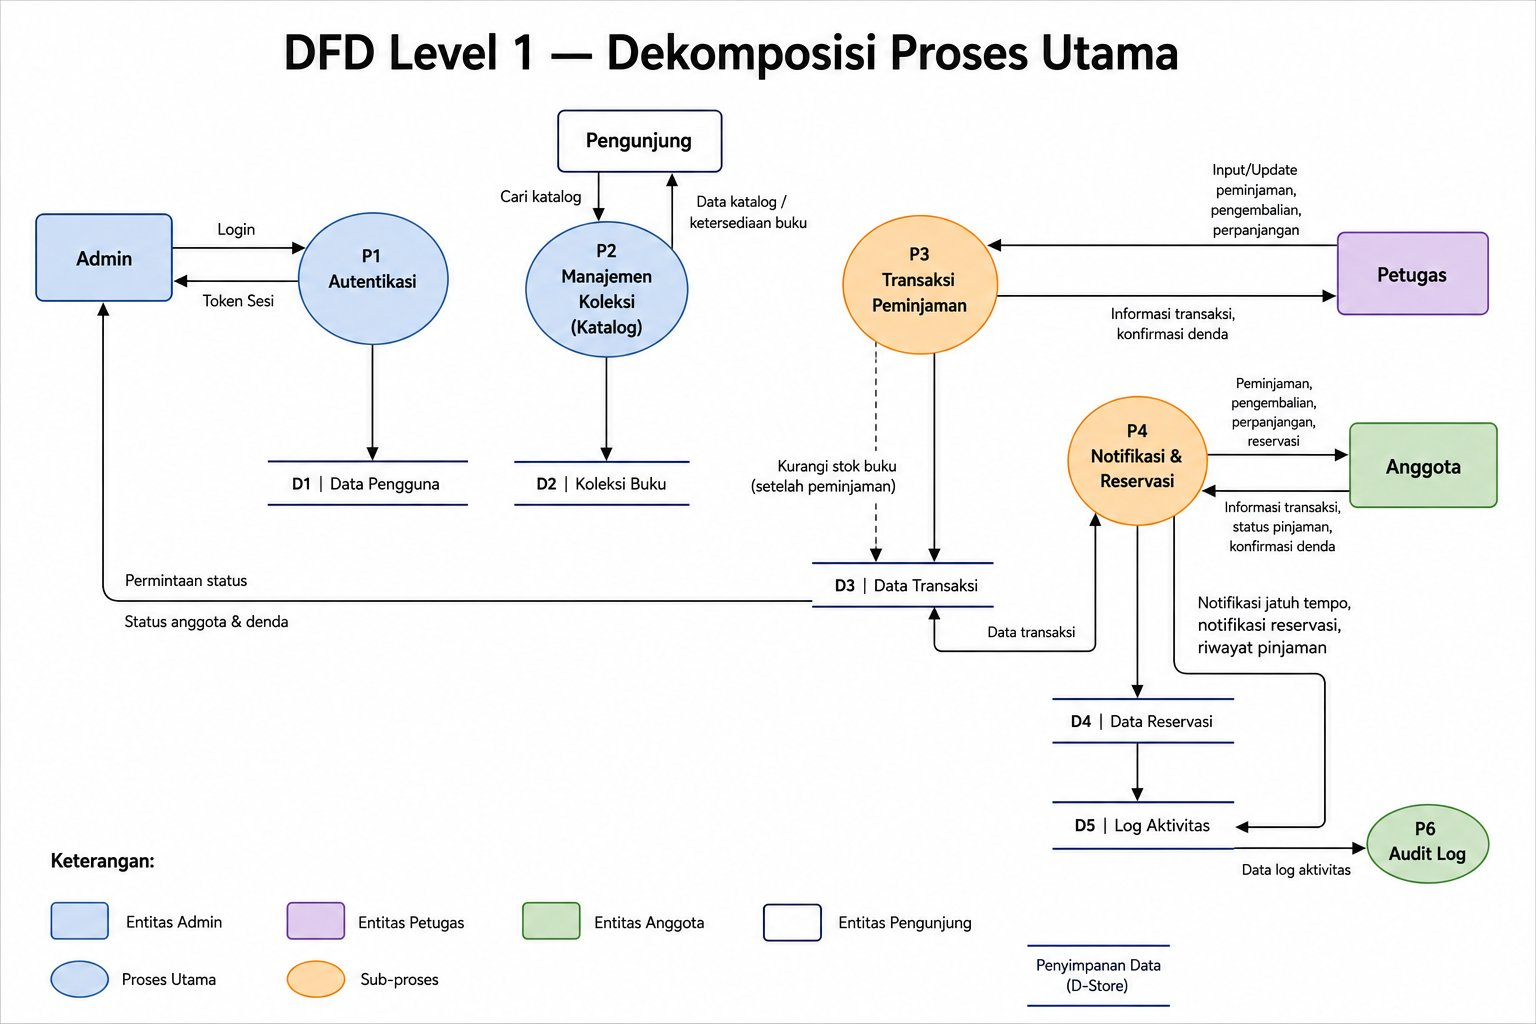 DFD Level 1 — Dekomposisi Proses Utama
Pengunjung
Cari katalog
Data katalog /
ketersediaan buku
Input/Update
peminjaman,
pengembalian,
perpanjangan
Admin
Login
Token Sesi
P1
Autentikasi
P2
Manajemen
Koleksi
(Katalog)
P3
Transaksi
Peminjaman
Petugas
Informasi transaksi,
konfirmasi denda
Peminjaman,
pengembalian,
perpanjangan,
reservasi
P4
Notifikasi &
Reservasi
Anggota
Informasi transaksi,
status pinjaman,
konfirmasi denda
Kurangi stok buku
(setelah peminjaman)
D1 | Data Pengguna
D2 | Koleksi Buku
D3 | Data Transaksi
Permintaan status
Status anggota & denda
Data transaksi
Notifikasi jatuh tempo,
notifikasi reservasi,
riwayat pinjaman
D4 | Data Reservasi
D5 | Log Aktivitas
P6
Audit Log
Data log aktivitas
Keterangan:
Entitas Admin
Entitas Petugas
Entitas Anggota
Entitas Pengunjung
Proses Utama
Sub-proses
Penyimpanan Data
(D-Store)